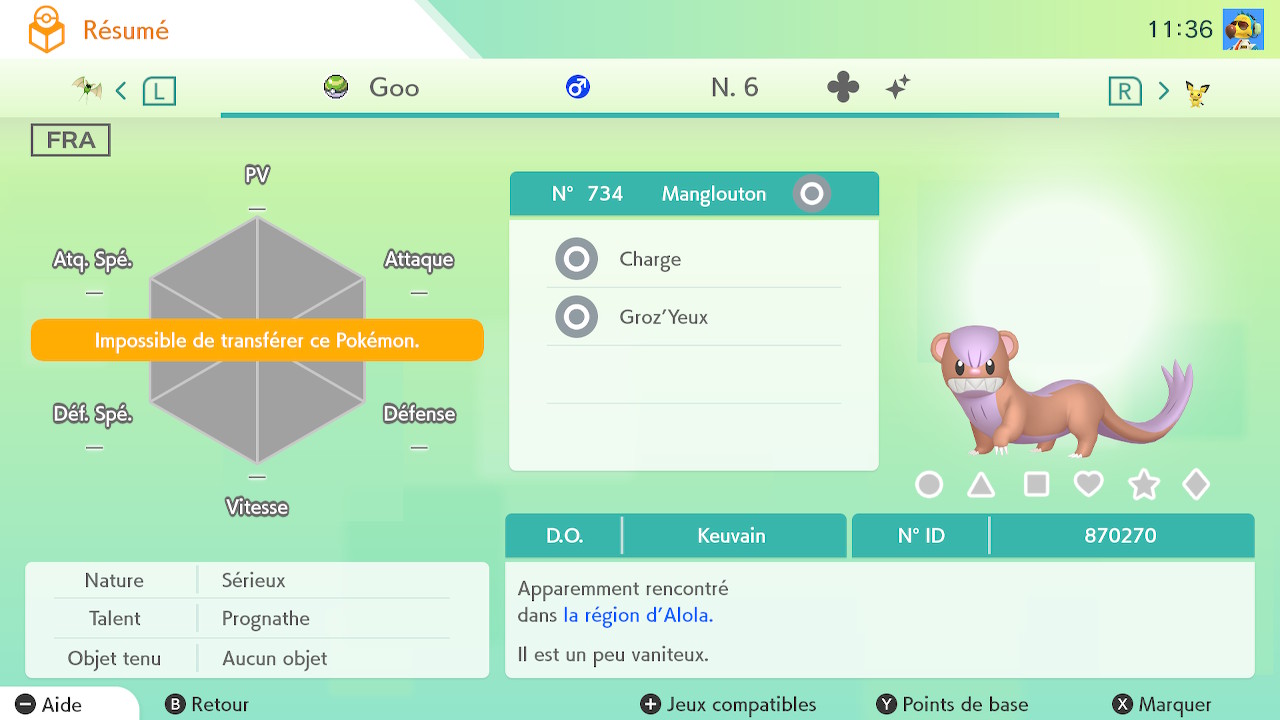 Résumé
11:36
L
Goo
N. 6
R
FRA
PV
—
Atq. Spé.
—
Attaque
—
Impossible de transférer ce Pokémon.
Déf. Spé.
—
Défense
—
—
Vitesse
N° 734 Manglouton
Charge
Groz'Yeux
D.O. Keuvain N° ID 870270
Apparemment rencontré
dans la région d'Alola.
Il est un peu vaniteux.
Nature Sérieux
Talent Prognathe
Objet tenu Aucun objet
Aide
B Retour
Jeux compatibles
Y Points de base
X Marquer